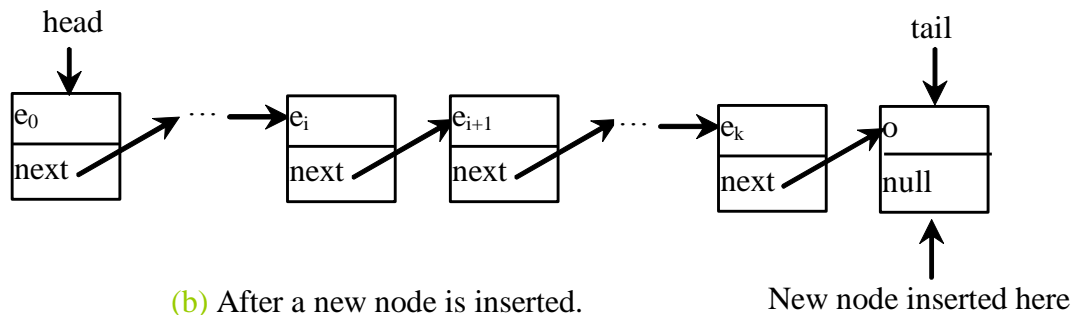 head
tail
e0 … ei ei+1 … ek o
next next next next null
(b) After a new node is inserted.
New node inserted here